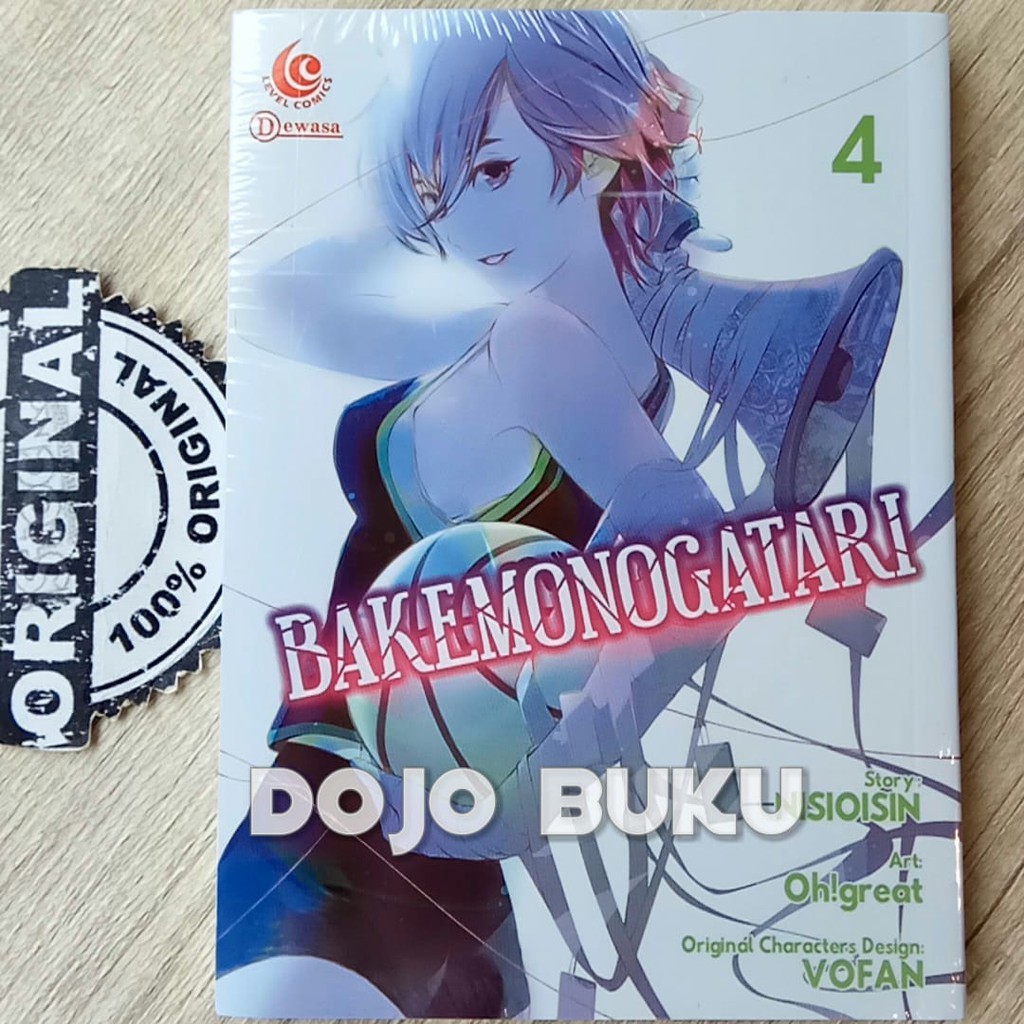 LEVEL COMICS
Dewasa
4
ORIGINAL
ORIGINAL
100% ORIGINAL
BAKEMONOGATARI
DOJO BUKU
Story:
NISIOISIN
Art:
Oh!great
Original Characters Design:
VOFAN